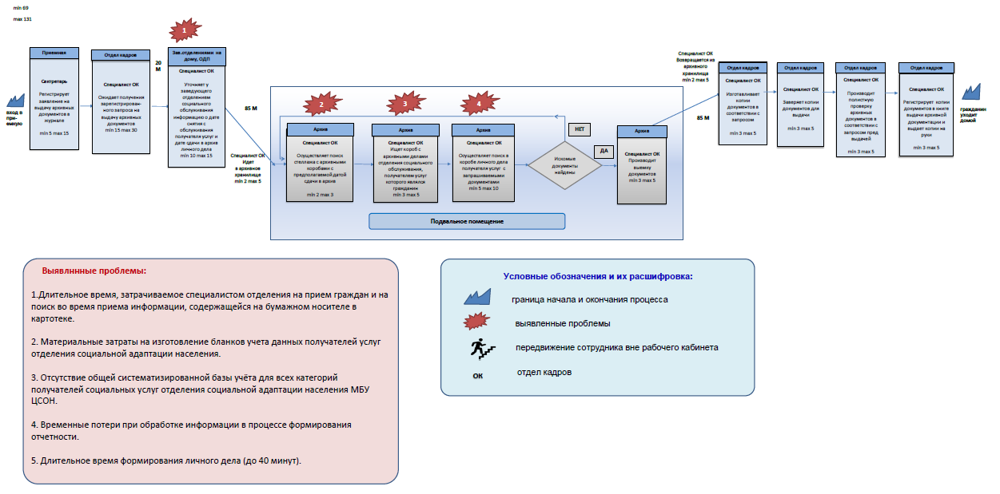 min 69
max 131
1
Приемная
Секретарь
Регистрирует
заявление на
выдачу архивных
документов в
журнале
min 5 max 15
вход в
при-
емную
Отдел кадров
Специалист ОК
Ожидает получения
зарегистрирован-
ного запроса на
выдачу архивных
документов
min 15 max 30
20
М
Зав.отделениями на
дому, ОДП
Специалист ОК
Уточняет у
заведующего
отделением
социального
обслуживания
информацию о дате
снятия с
обслуживания
получателя услуг и
дате сдачи в архив
личного дела
min 10 max 15
85 М
Специалист ОК
Идет
в архивное
хранилище
min 2 max 5
2
Архив
Специалист ОК
Осуществляет поиск
стеллажа с архивными
коробами с
предполагаемой датой
сдачи в архив
min 2 max 3
3
Архив
Специалист ОК
Ищет короб с
архивными делами
отделения социального
обслуживания,
получателем услуг
которого являлся
гражданин
min 3 max 5
4
Архив
Специалист ОК
Осуществляет поиск в
коробе личного дела
получателя услуг с
запрашиваемыми
документами
min 5 max 10
НЕТ
Искомые
документы
найдены
ДА
Архив
Специалист ОК
Производит
выемку
документов
min 3 max 5
Подвальное помещение
Специалист ОК
Возвращается из
архивного
хранилища
min 2 max 5
85 М
Отдел кадров
Специалист ОК
Изготавливает
копии
документов в
соответствии с
запросом
min 3 max 5
Отдел кадров
Специалист ОК
Заверяет копии
документов для
выдачи
min 3 max 5
Отдел кадров
Специалист ОК
Производит
полистную
проверку
архивных
документов в
соответствии с
запросом пред
выдачей
min 3 max 5
Отдел кадров
Специалист ОК
Регистрирует копии
документов в книге
выдачи архивной
документации и
выдает копии на
руки
min 3 max 5
гражданин
уходит
домой
Выявлннные проблемы:
1.Длительное время, затрачиваемое специалистом отделения на прием граждан и на
поиск во время приема информации, содержащейся на бумажном носителе в
картотеке.
2. Материальные затраты на изготовление бланков учета данных получателей услуг
отделения социальной адаптации населения.
3. Отсутствие общей систематизированной базы учёта для всех категорий
получателей социальных услуг отделения социальной адаптации населения МБУ
ЦСОН.
4. Временные потери при обработке информации в процессе формирования
отчетности.
5. Длительное время формирования личного дела (до 40 минут).
Условные обозначения и их расшифровка:
граница начала и окончания процесса
выявленные проблемы
передвижение сотрудника вне рабочего кабинета
ОК
отдел кадров